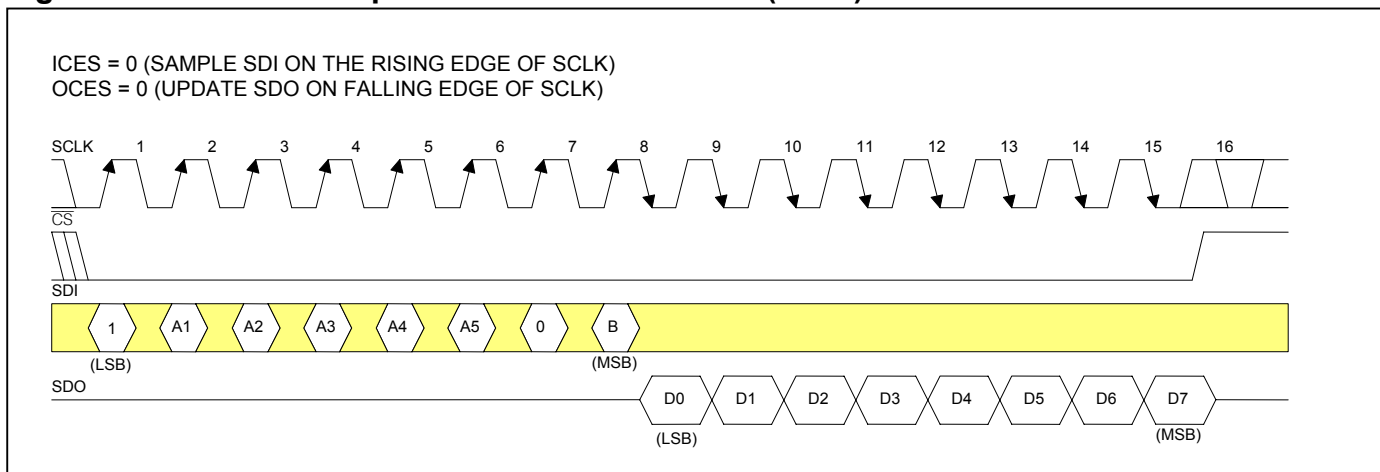 ICES = 0 (SAMPLE SDI ON THE RISING EDGE OF SCLK)
OCES = 0 (UPDATE SDO ON FALLING EDGE OF SCLK)
SCLK 1 2 3 4 5 6 7 8 9 10 11 12 13 14 15 16
CS
SDI
1 A1 A2 A3 A4 A5 0 B
(LSB) (MSB)
SDO
D0 D1 D2 D3 D4 D5 D6 D7
(LSB) (MSB)